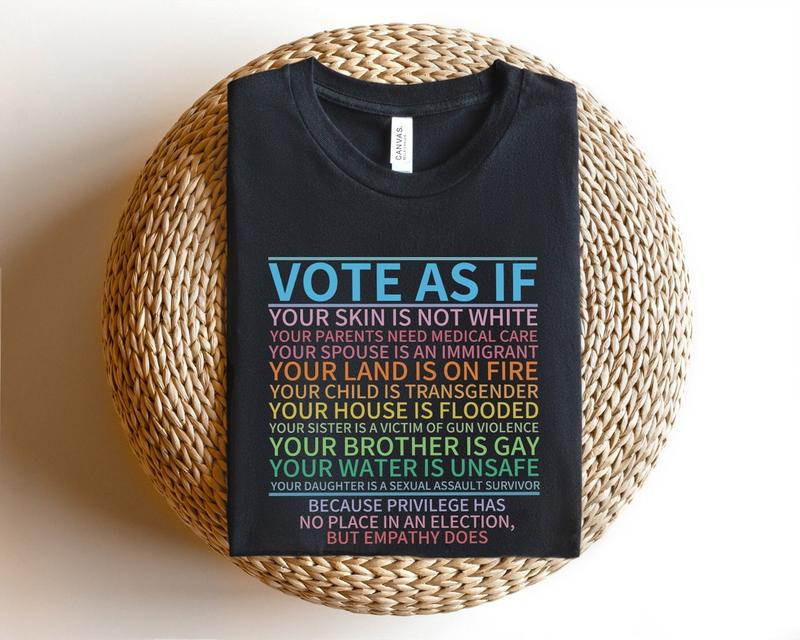 CANVAS.
VOTE AS IF
YOUR SKIN IS NOT WHITE
YOUR PARENTS NEED MEDICAL CARE
YOUR SPOUSE IS AN IMMIGRANT
YOUR LAND IS ON FIRE
YOUR CHILD IS TRANSGENDER
YOUR HOUSE IS FLOODED
YOUR SISTER IS A VICTIM OF GUN VIOLENCE
YOUR BROTHER IS GAY
YOUR WATER IS UNSAFE
YOUR DAUGHTER IS A SEXUAL ASSAULT SURVIVOR
BECAUSE PRIVILEGE HAS
NO PLACE IN AN ELECTION,
BUT EMPATHY DOES